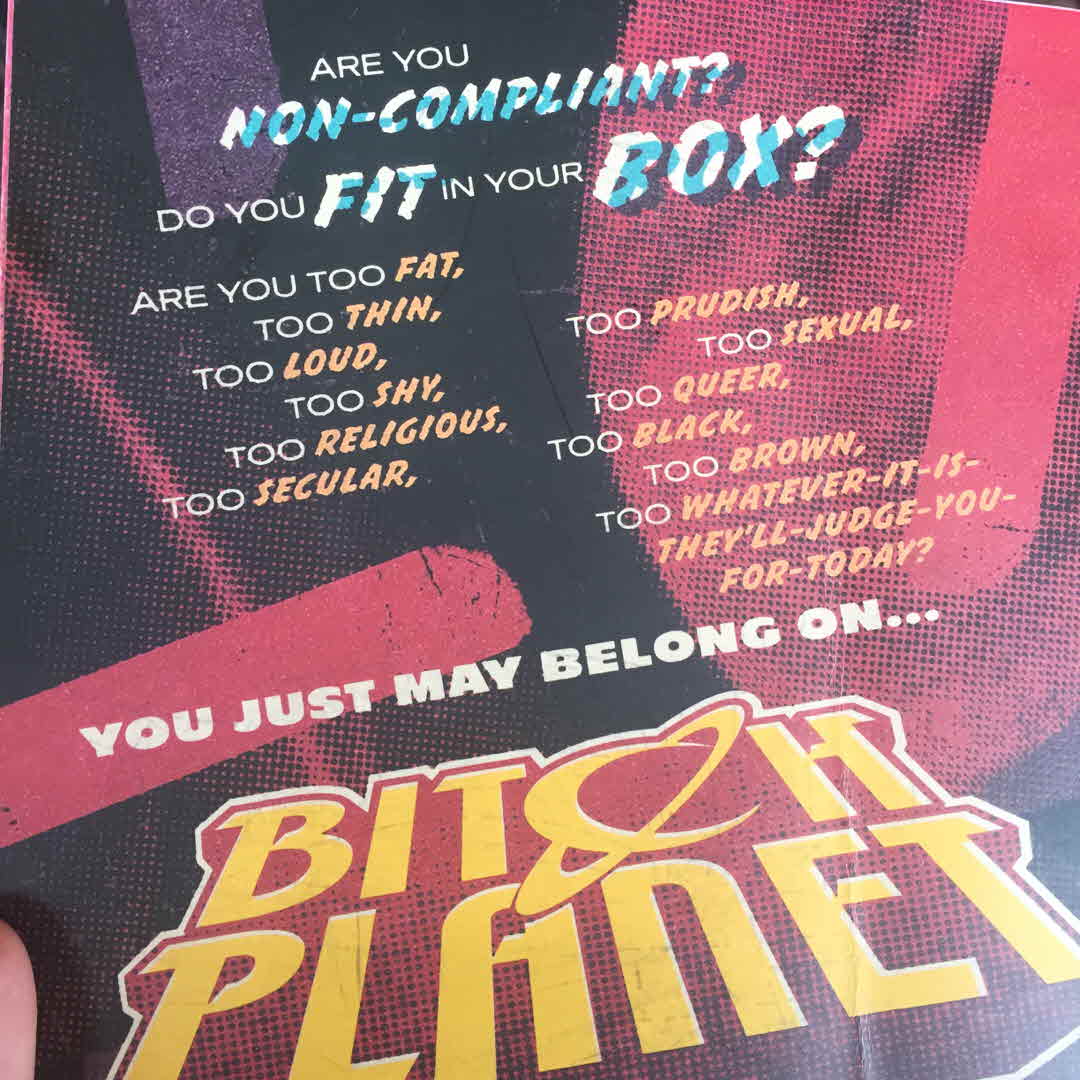 ARE YOU
NON-COMPLIANT?
DO YOU FIT IN YOUR BOX?
ARE YOU TOO FAT,
TOO THIN,
TOO LOUD,
TOO SHY,
TOO RELIGIOUS,
TOO SECULAR,
TOO PRUDISH,
TOO SEXUAL,
TOO QUEER,
TOO BLACK,
TOO BROWN,
TOO WHATEVER-IT-IS-
THEY'LL-JUDGE-YOU-
FOR-TODAY?
YOU JUST MAY BELONG ON...
BITCH
PLANET